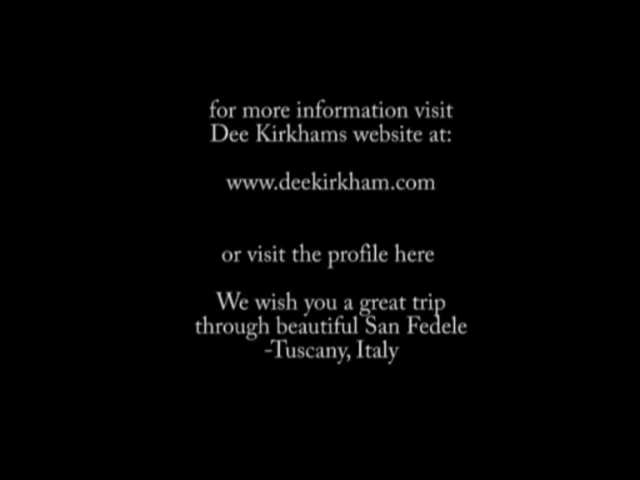 for more information visit
Dee Kirkhams website at:
www.deekirkham.com
or visit the profile here
We wish you a great trip
through beautiful San Fedele
-Tuscany, Italy